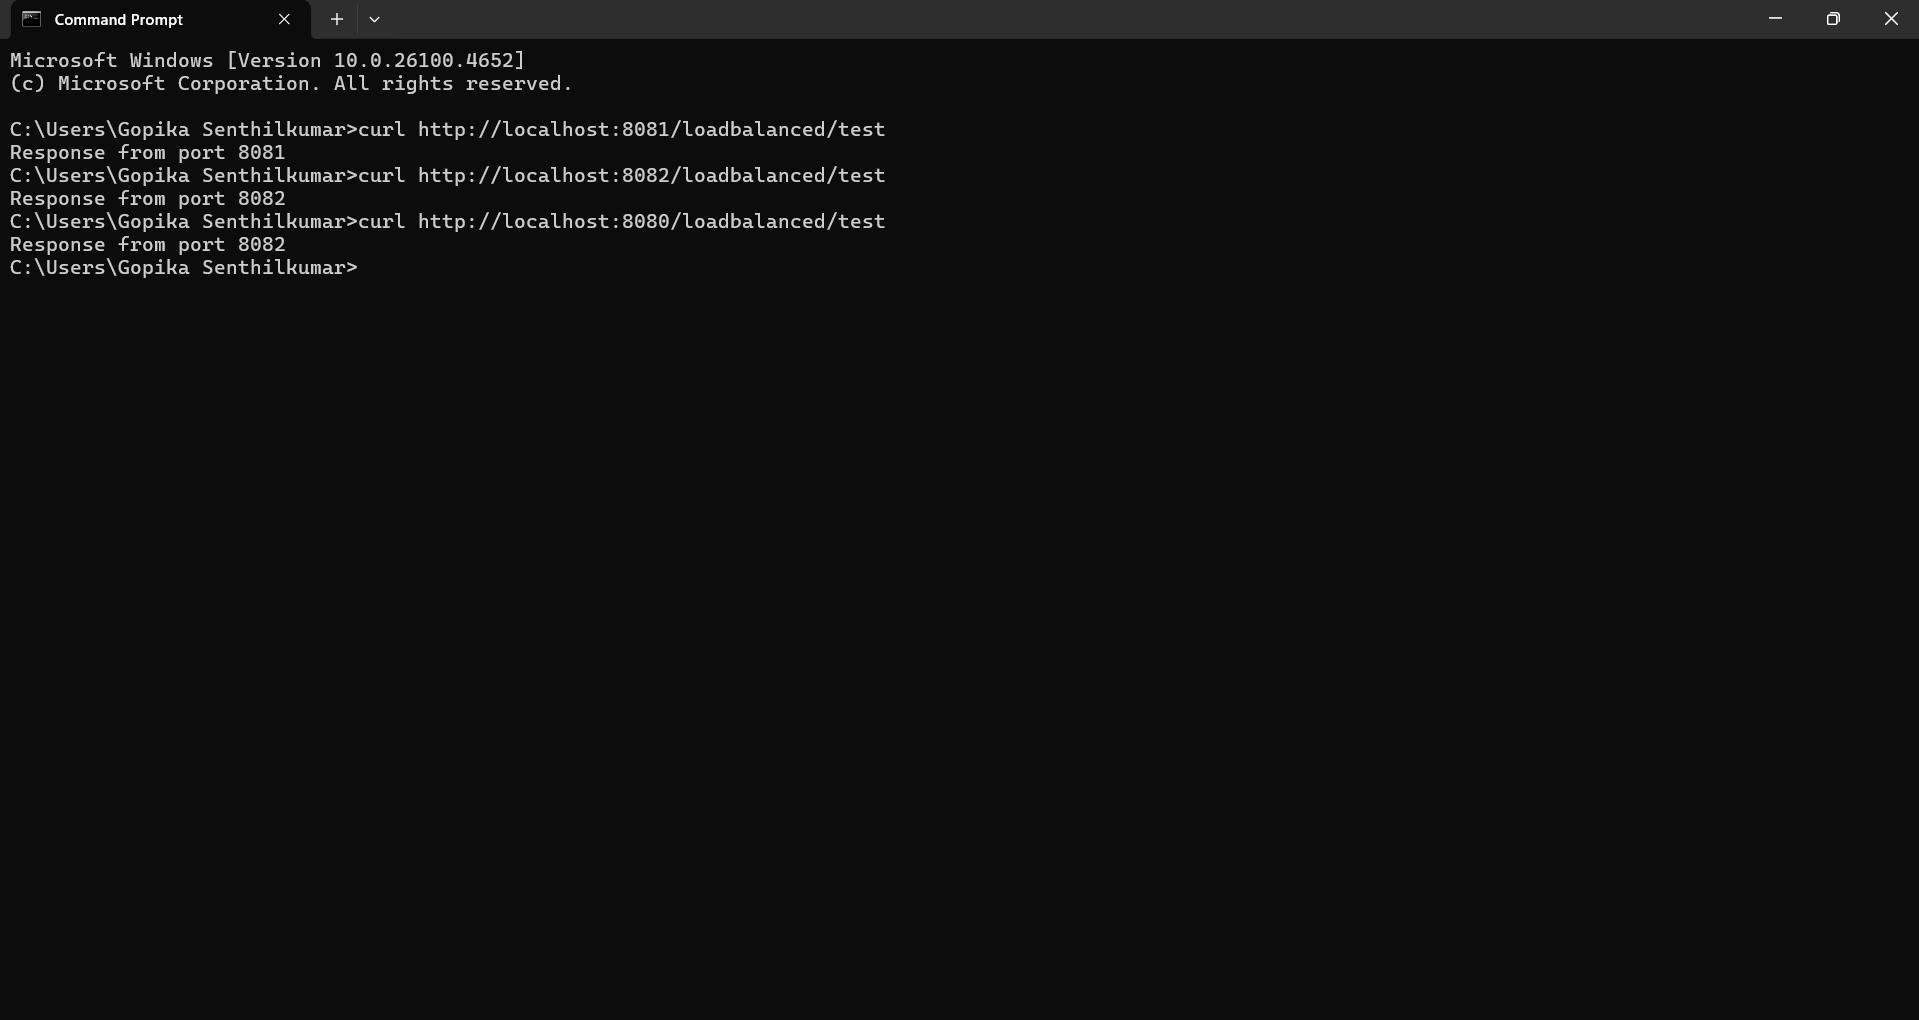 Command Prompt
Microsoft Windows [Version 10.0.26100.4652]
(c) Microsoft Corporation. All rights reserved.
C:\Users\Gopika Senthilkumar>curl http://localhost:8081/loadbalanced/test
Response from port 8081
C:\Users\Gopika Senthilkumar>curl http://localhost:8082/loadbalanced/test
Response from port 8082
C:\Users\Gopika Senthilkumar>curl http://localhost:8080/loadbalanced/test
Response from port 8082
C:\Users\Gopika Senthilkumar>